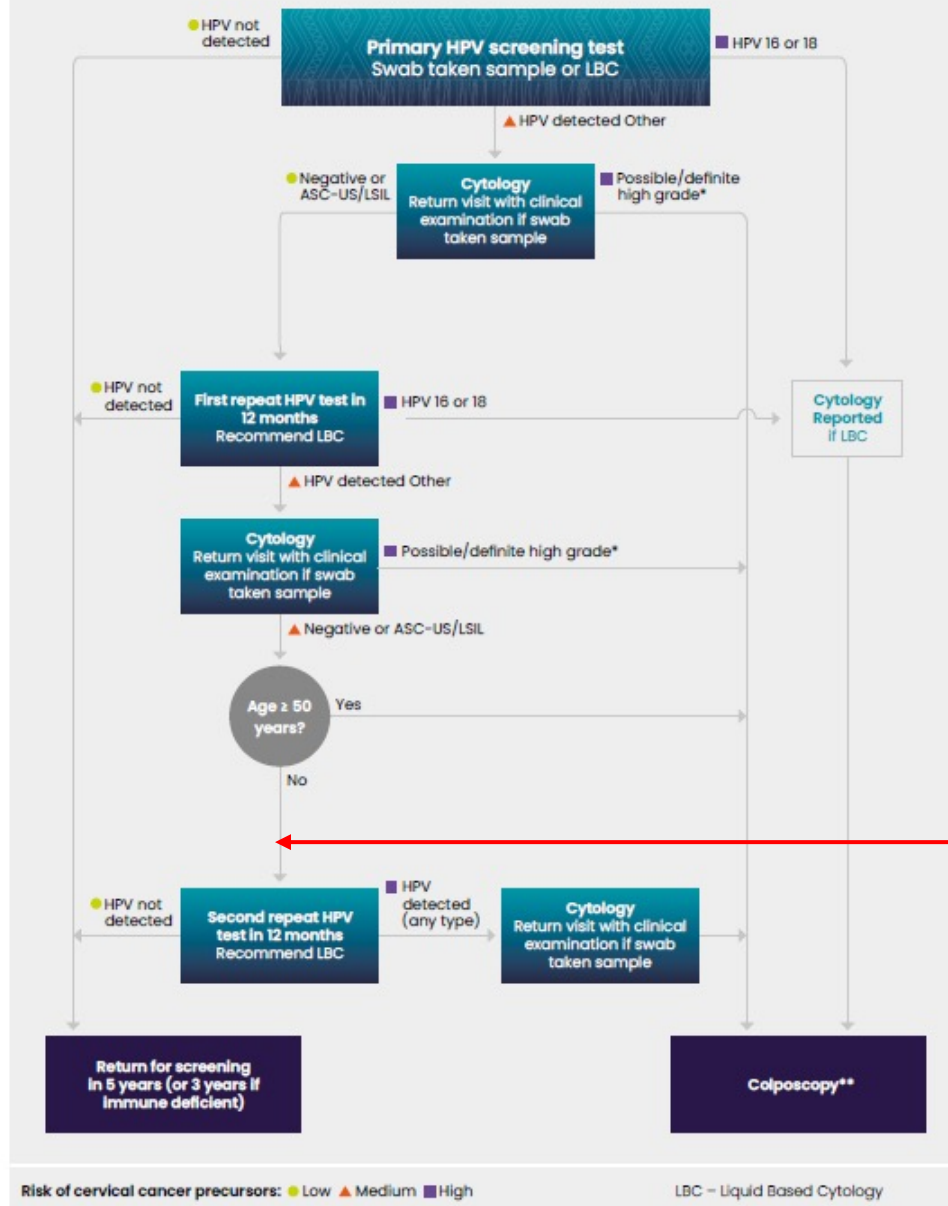 HPV not
detected
Primary HPV screening test
Swab taken sample or LBC
HPV 16 or 18
HPV detected Other
Negative or
ASC-US/LSIL
Cytology
Return visit with clinical
examination if swab
taken sample
Possible/definite
high grade*
HPV not
detected
First repeat HPV test in
12 months
Recommend LBC
HPV 16 or 18
Cytology
Reported
if LBC
HPV detected Other
Cytology
Return visit with clinical
examination if swab
taken sample
Possible/definite high grade*
Negative or ASC-US/LSIL
Age ≥ 50
years?
Yes
No
HPV not
detected
Second repeat HPV
test in 12 months
Recommend LBC
HPV
detected
(any type)
Cytology
Return visit with clinical
examination if swab
taken sample
Return for screening
in 5 years (or 3 years if
immune deficient)
Colposcopy**
Risk of cervical cancer precursors: Low Medium High
LBC – Liquid Based Cytology